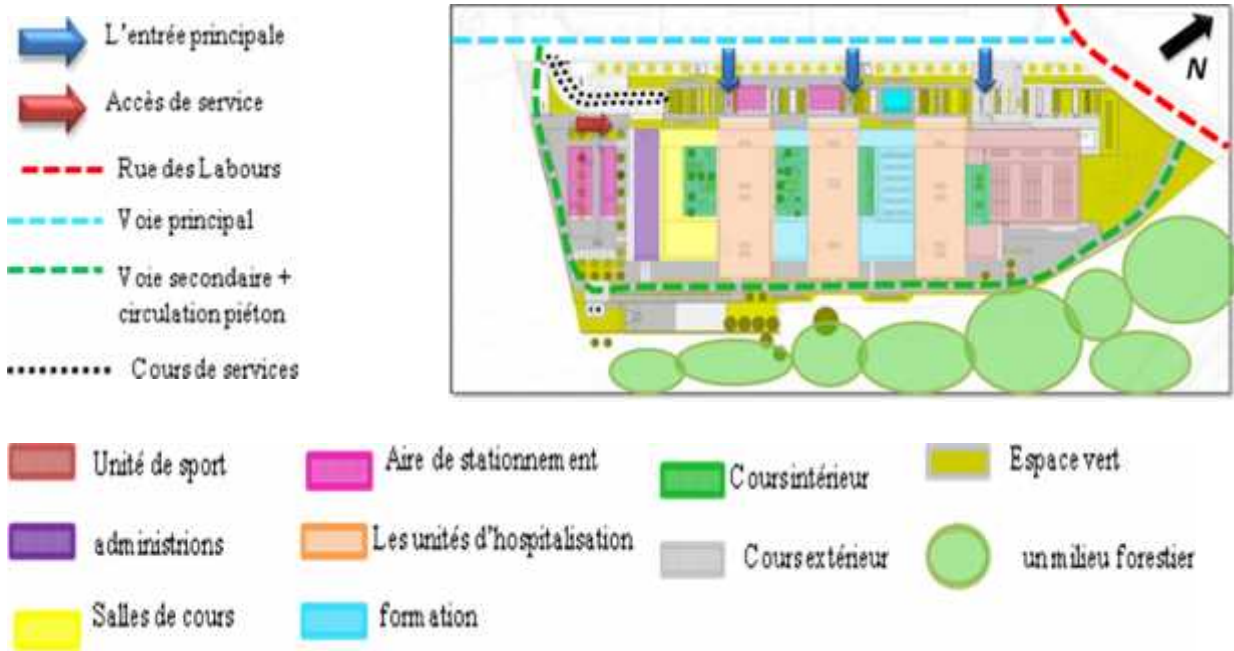 L'entrée principale
Accès de service
Rue des Labours
Voie principal
Voie secondaire +
circulation piéton
Cours de services
N
Unité de sport
Aire de stationnement
Cours intérieur
Espace vert
administrions
Les unités d'hospitalisation
Cours extérieur
un milieu forestier
Salles de cours
formation